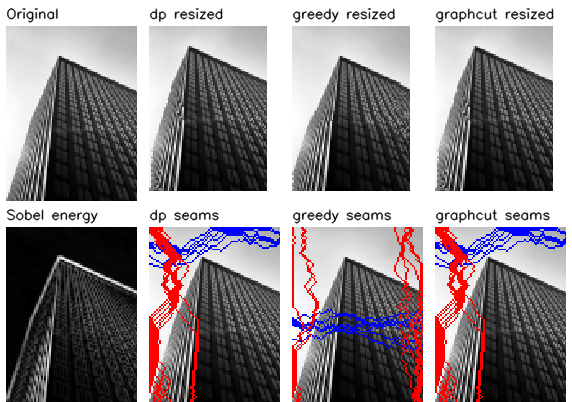 Original
dp resized
greedy resized
graphcut resized
Sobel energy
dp seams
greedy seams
graphcut seams